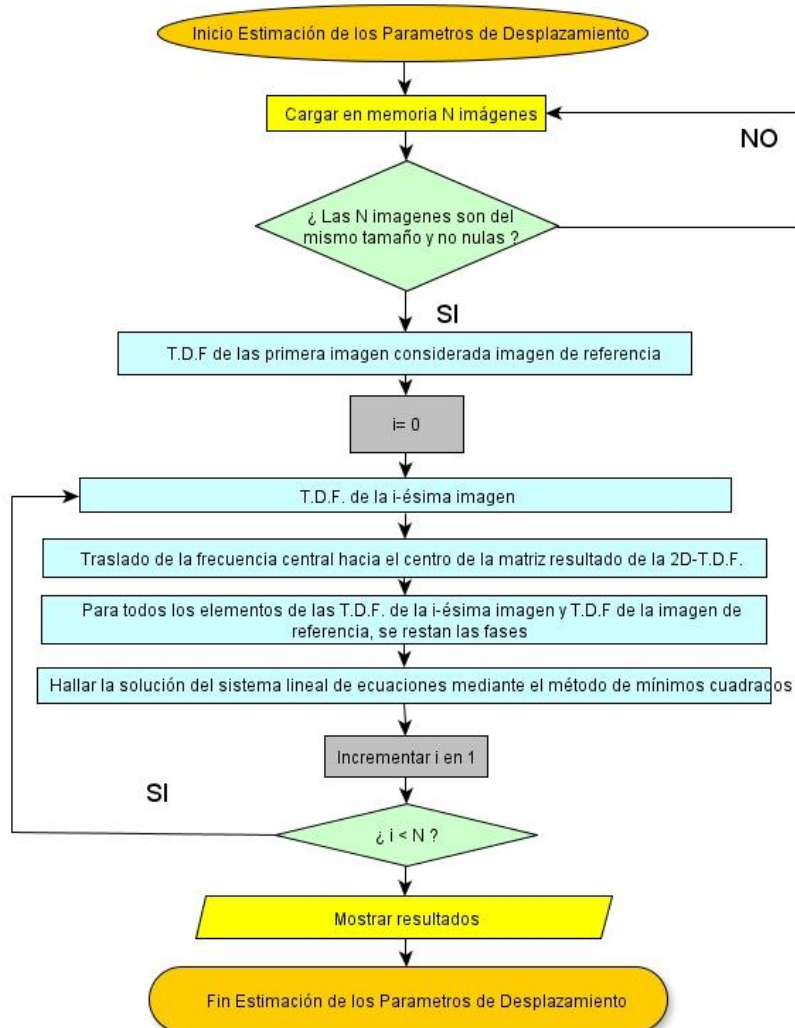 Inicio Estimación de los Parametros de Desplazamiento
Cargar en memoria N imágenes
NO
¿ Las N imagenes son del
mismo tamaño y no nulas ?
SI
T.D.F de las primera imagen considerada imagen de referencia
i= 0
T.D.F. de la i-ésima imagen
Traslado de la frecuencia central hacia el centro de la matriz resultado de la 2D-T.D.F.
Para todos los elementos de las T.D.F. de la i-ésima imagen y T.D.F de la imagen de
referencia, se restan las fases
Hallar la solución del sistema lineal de ecuaciones mediante el método de mínimos cuadrados
Incrementar i en 1
SI
¿ i < N ?
Mostrar resultados
Fin Estimación de los Parametros de Desplazamiento